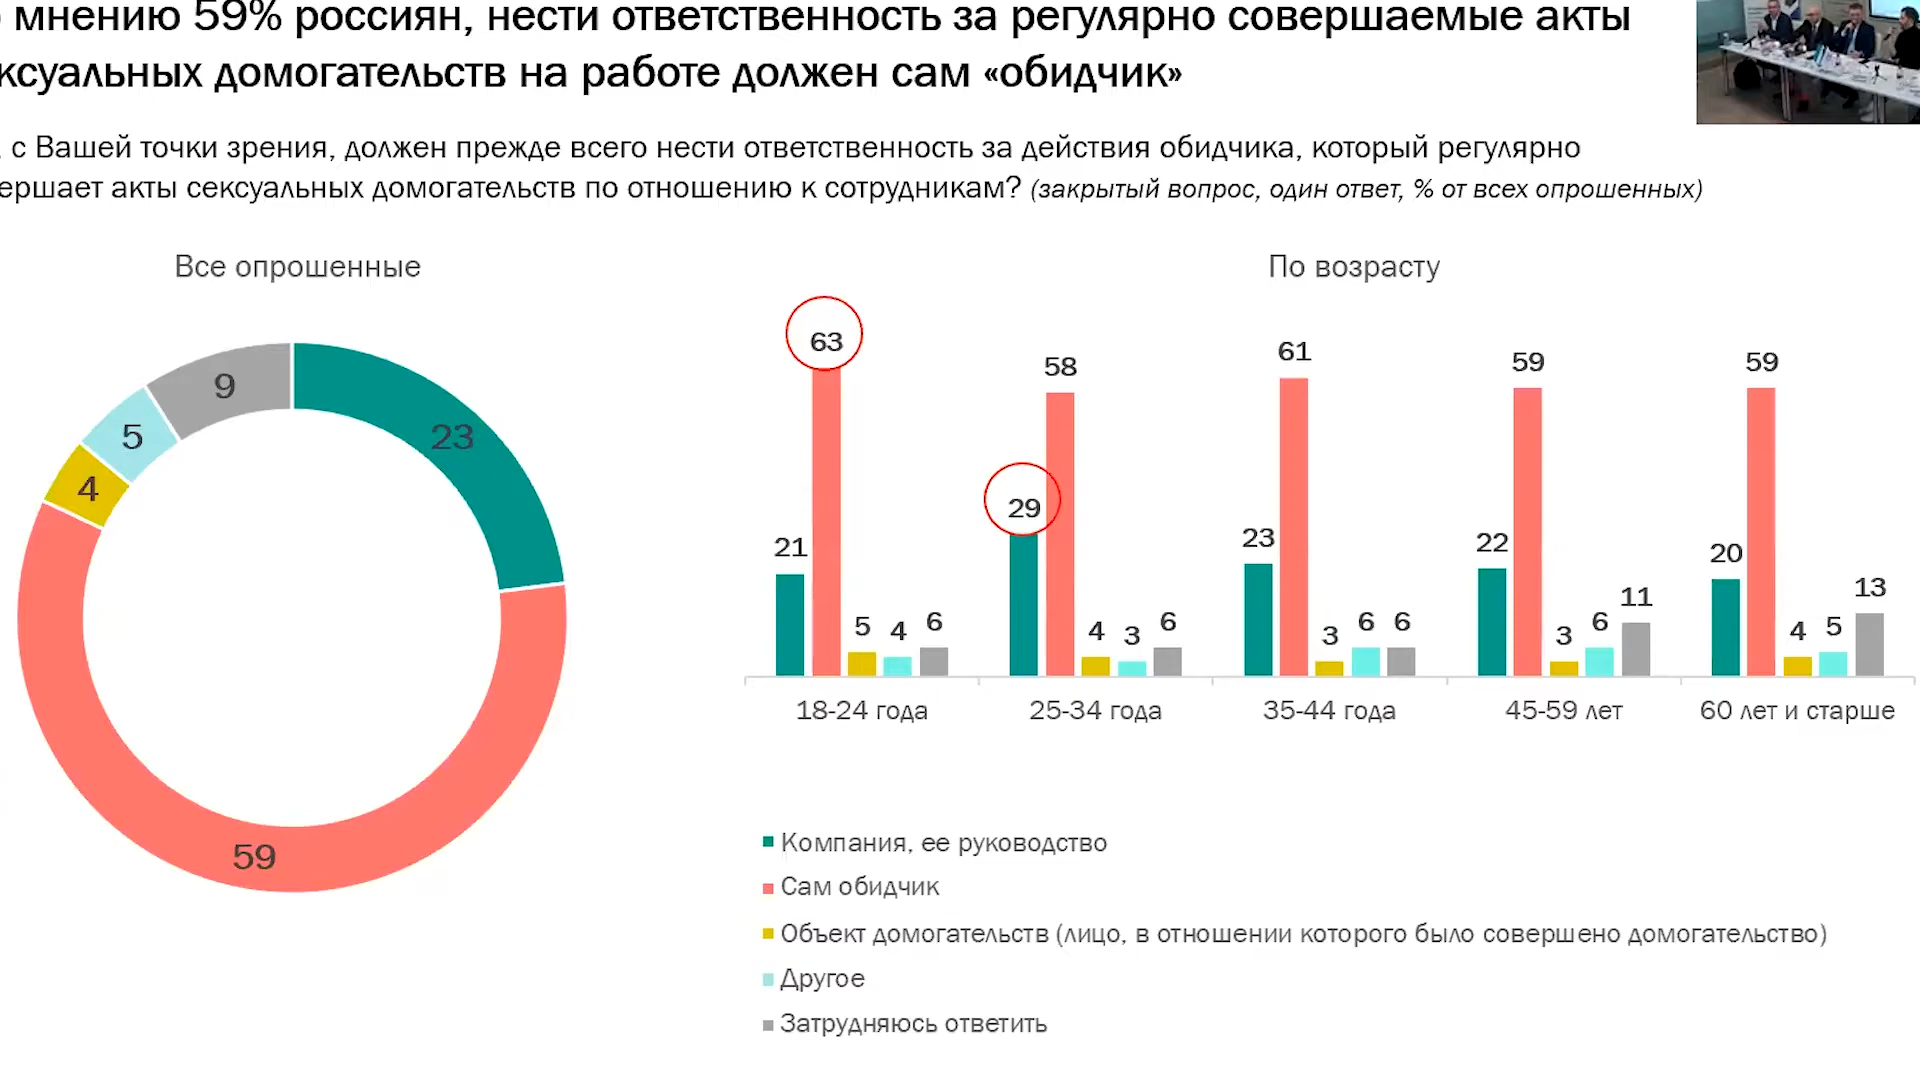 мнению 59% россиян, нести ответственность за регулярно совершаемые акты
ксуальных домогательств на работе должен сам «обидчик»
с Вашей точки зрения, должен прежде всего нести ответственность за действия обидчика, который регулярно
ершает акты сексуальных домогательств по отношению к сотрудникам? (закрытый вопрос, один ответ, % от всех опрошенных)
Все опрошенные
9
23
5
4
59
По возрасту
63
58
61
59
59
29
21
23
22
20
5
4
6
4
3
6
3
6
6
3
6
11
4
5
13
18-24 года
25-34 года
35-44 года
45-59 лет
60 лет и старше
Компания, ее руководство
Сам обидчик
Объект домогательств (лицо, в отношении которого было совершено домогательство)
Другое
Затрудняюсь ответить